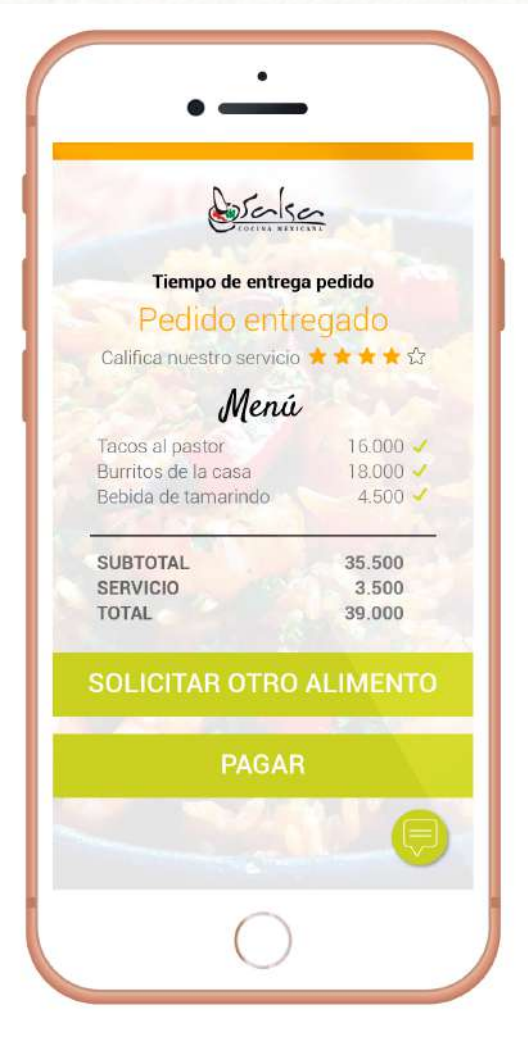 Salsa
COCINA MEXICANA
Tiempo de entrega pedido
Pedido entregado
Califica nuestro servicio
Menú
Tacos al pastor 16.000
Burritos de la casa 18.000
Bebida de tamarindo 4.500
SUBTOTAL 35.500
SERVICIO 3.500
TOTAL 39.000
SOLICITAR OTRO ALIMENTO
PAGAR